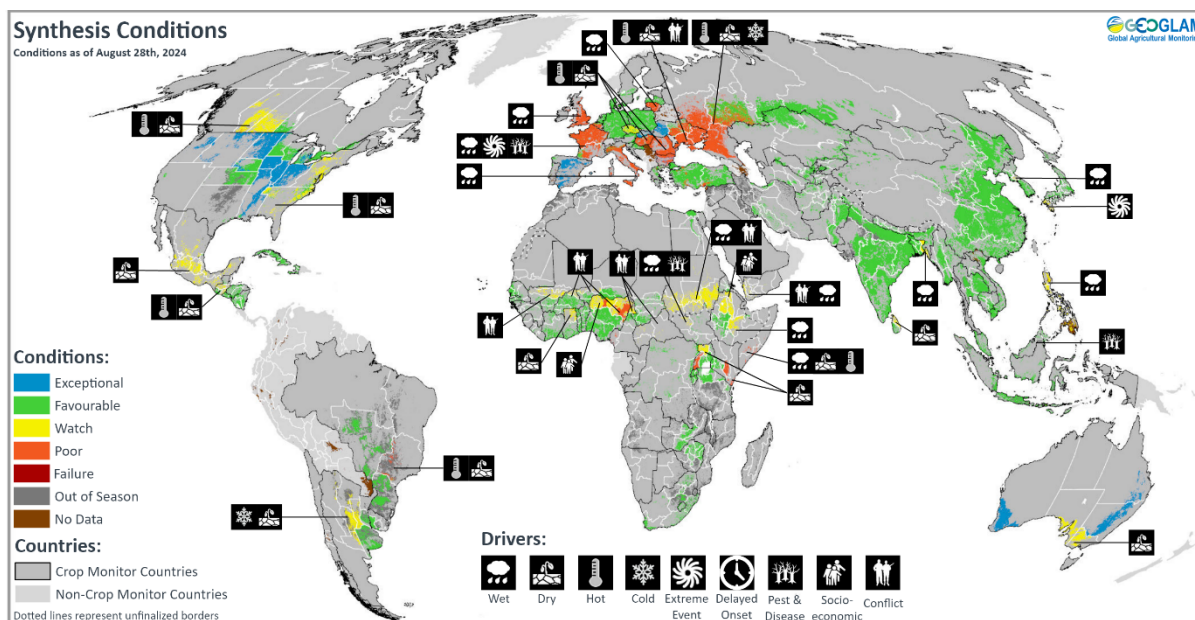 Synthesis Conditions
Conditions as of August 28th, 2024
GEOGLAM
Global Agricultural Monitoring
Conditions:
Exceptional
Favourable
Watch
Poor
Failure
Out of Season
No Data
Countries:
Crop Monitor Countries
Non-Crop Monitor Countries
Dotted lines represent unfinalized borders
Drivers:
Wet
Dry
Hot
Cold
Extreme
Event
Delayed
Onset
Pest &
Disease
Socio-
economic
Conflict